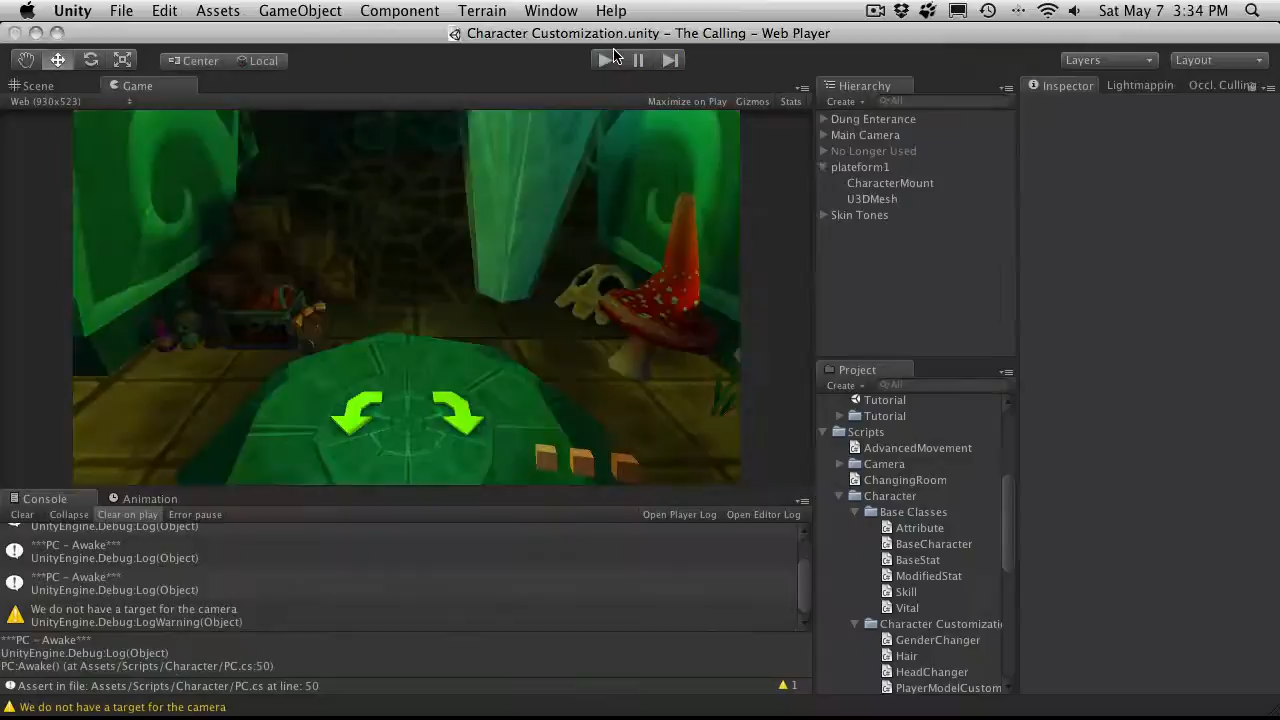 Unity File Edit Assets GameObject Component Terrain Window Help Sat May 7 3:34 PM
Character Customization.unity – The Calling – Web Player
Center Local Layers Layout
Scene Game Hierarchy Inspector Lightmappin Occl. Culling
Web (930x523) Maximize on Play Gizmos Stats Create All
Dung Enterance
Main Camera
No Longer Used
plateform1
CharacterMount
U3DMesh
Skin Tones
Project
Create All
Tutorial
Tutorial
Scripts
AdvancedMovement
Camera
ChangingRoom
Character
Base Classes
Attribute
BaseCharacter
BaseStat
ModifiedStat
Skill
Vital
Character Customizati
GenderChanger
Hair
HeadChanger
PlayerModelCustom
Console Animation
Clear Collapse Clear on play Error pause Open Player Log Open Editor Log
UnityEngine.Debug:Log(Object)
***PC – Awake***
UnityEngine.Debug:Log(Object)
***PC – Awake***
UnityEngine.Debug:Log(Object)
We do not have a target for the camera
UnityEngine.Debug:LogWarning(Object)
***PC – Awake***
UnityEngine.Debug:Log(Object)
PC:Awake() (at Assets/Scripts/Character/PC.cs:50)
Assert in file: Assets/Scripts/Character/PC.cs at line: 50 1
We do not have a target for the camera